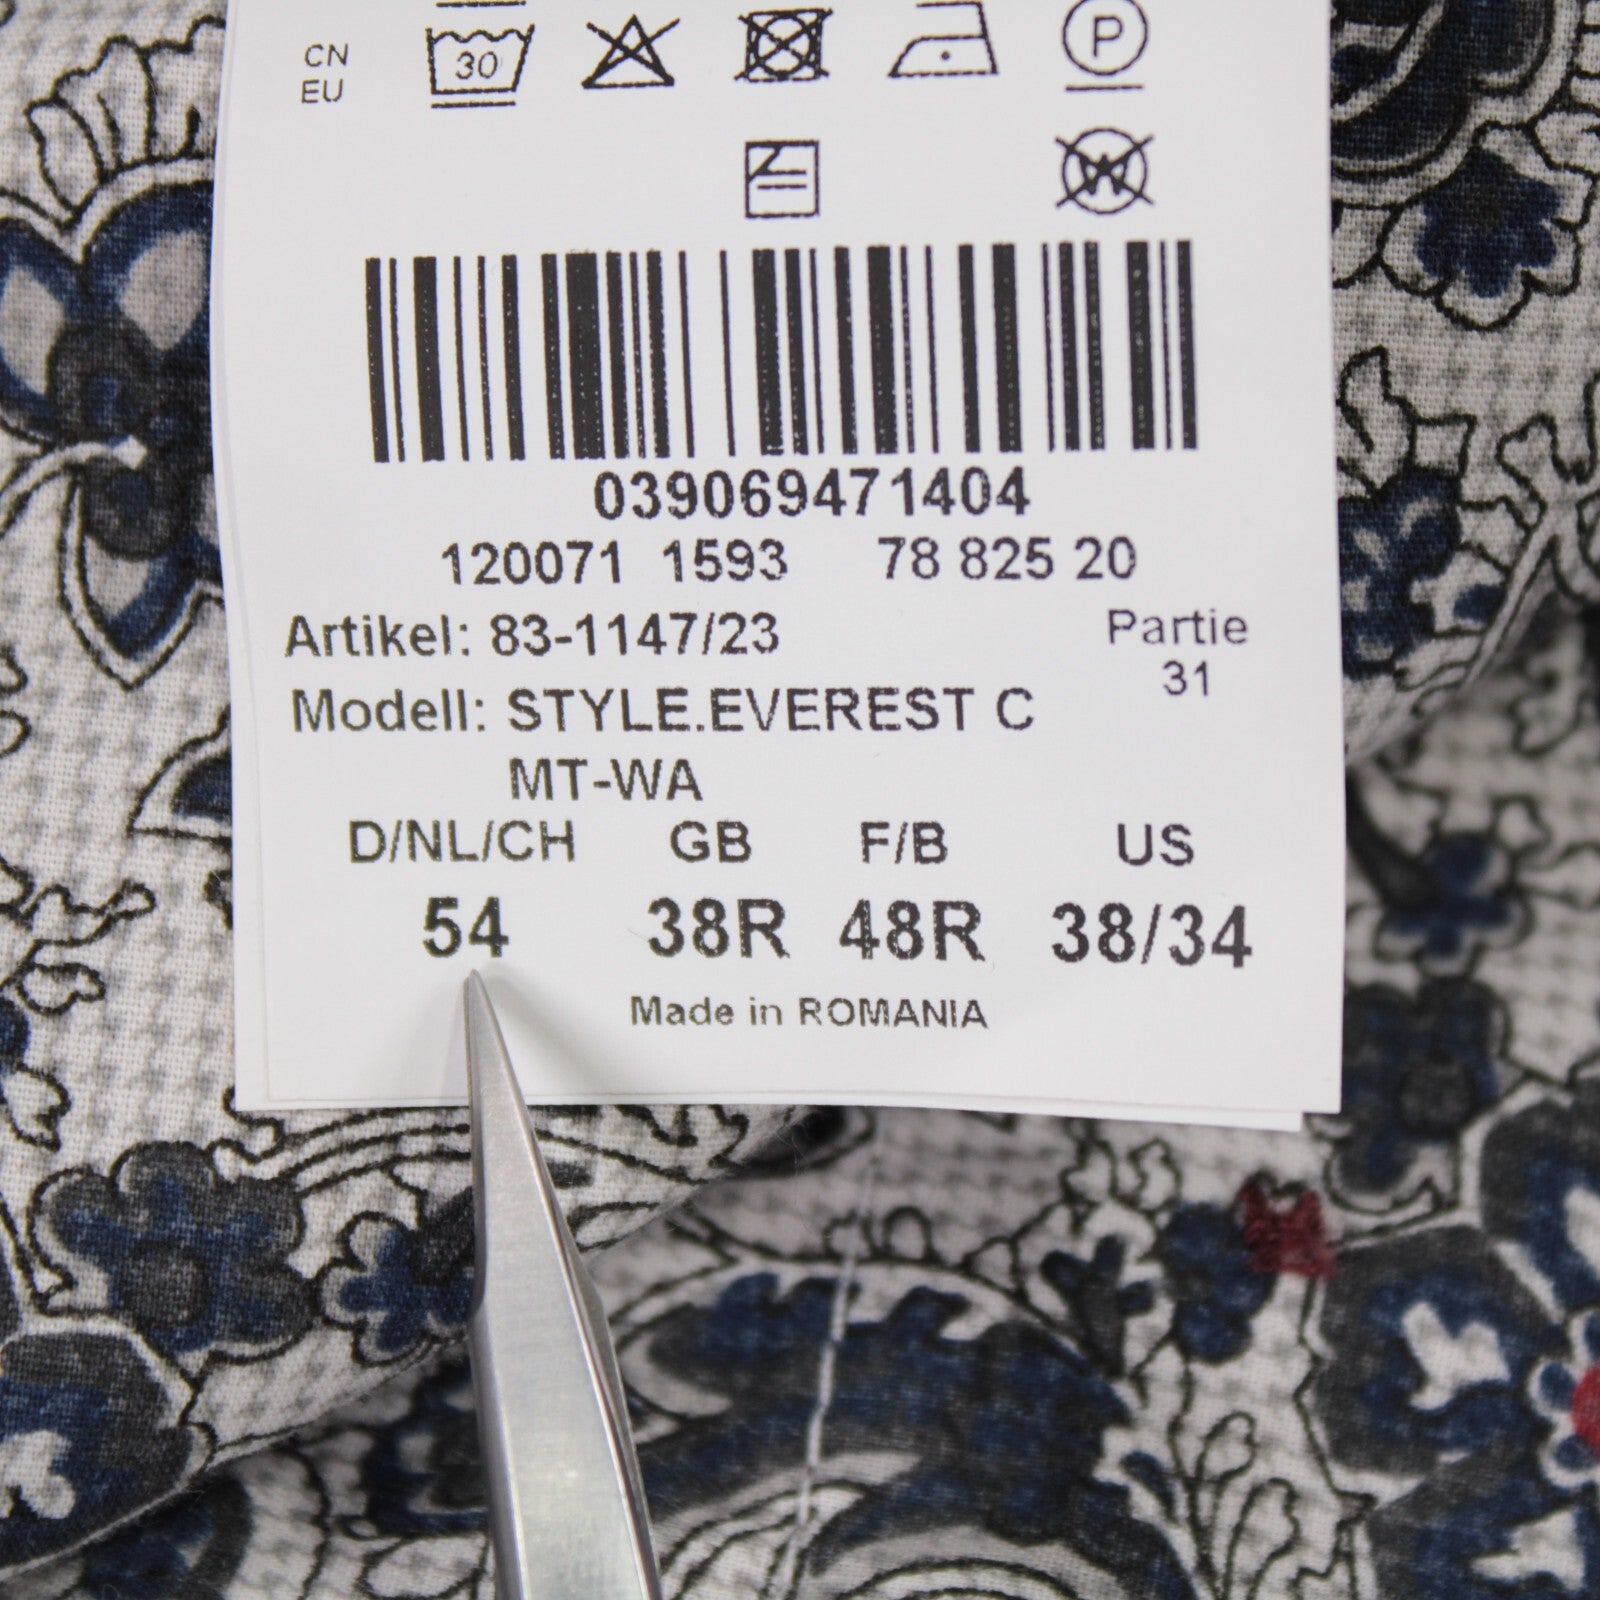 CN
EU
30
P
W
039069471404
120071 1593 78 825 20
Artikel: 83-1147/23
Partie
31
Modell: STYLE.EVEREST C
MT-WA
D/NL/CH GB F/B US
54 38R 48R 38/34
Made in ROMANIA